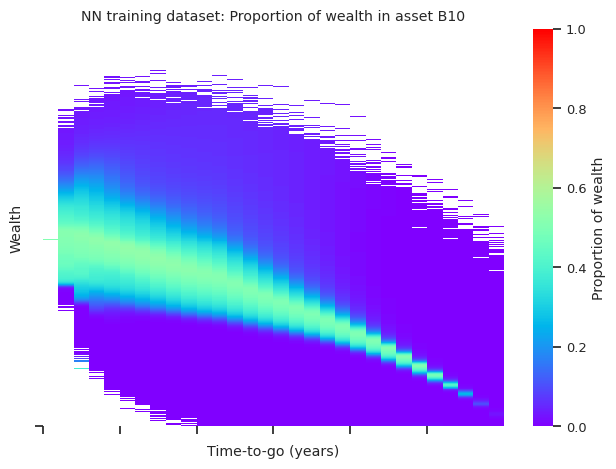 NN training dataset: Proportion of wealth in asset B10
Wealth
Time-to-go (years)
1.0
0.8
0.6
0.4
0.2
0.0
Proportion of wealth